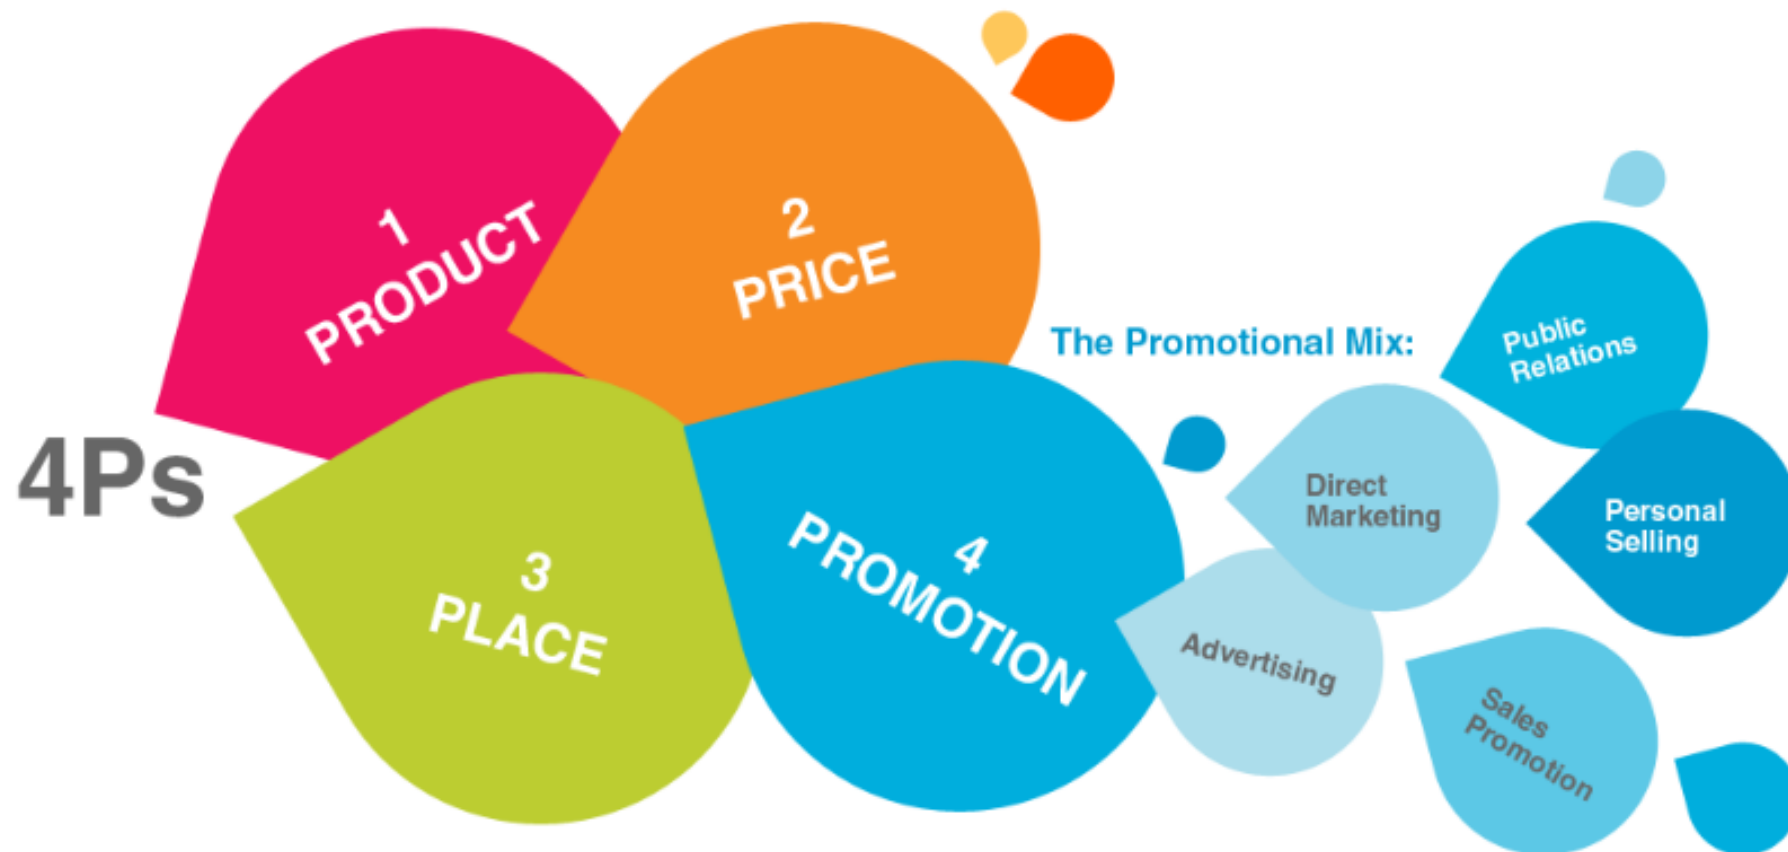 4Ps
1
PRODUCT
2
PRICE
3
PLACE
4
PROMOTION
The Promotional Mix:
Public
Relations
Direct
Marketing
Personal
Selling
Advertising
Sales
Promotion